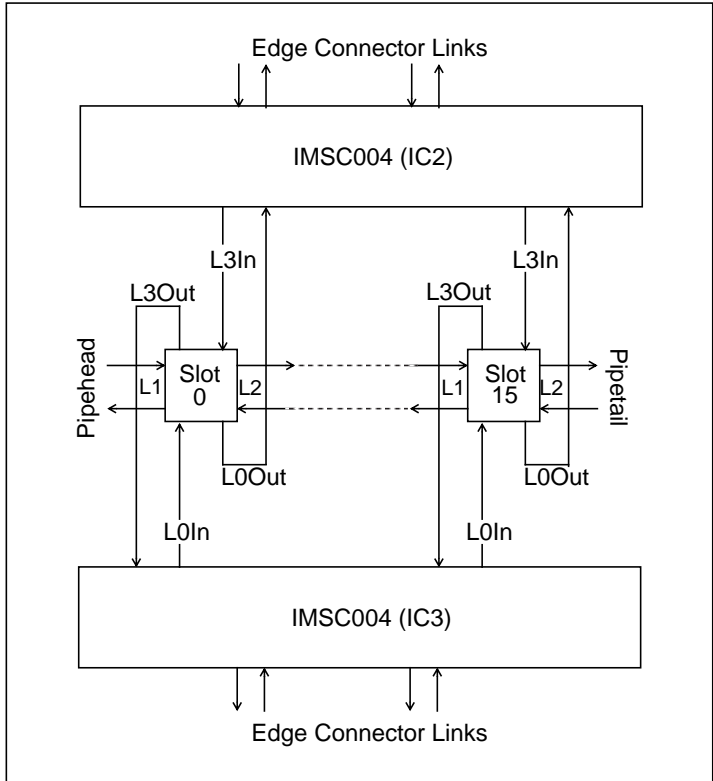 Edge Connector Links
IMSC004 (IC2)
L3In
L3In
L3Out
L3Out
Pipehead
L1
Slot
0
L2
L1
Slot
15
L2
Pipetail
L0Out
L0Out
L0In
L0In
IMSC004 (IC3)
Edge Connector Links